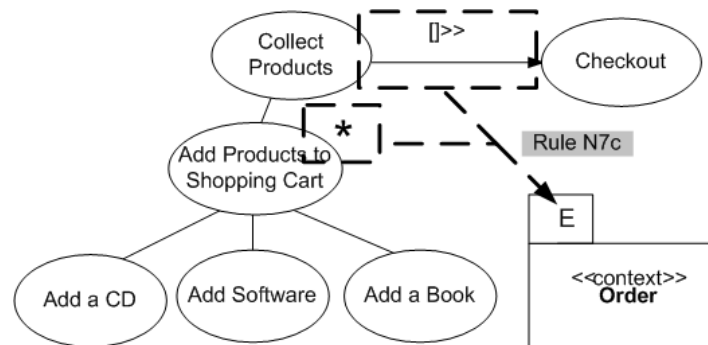 Collect
Products
[]>>
Checkout
*
Add Products to
Shopping Cart
Rule N7c
E
Add a CD
Add Software
Add a Book
<<context>>
Order